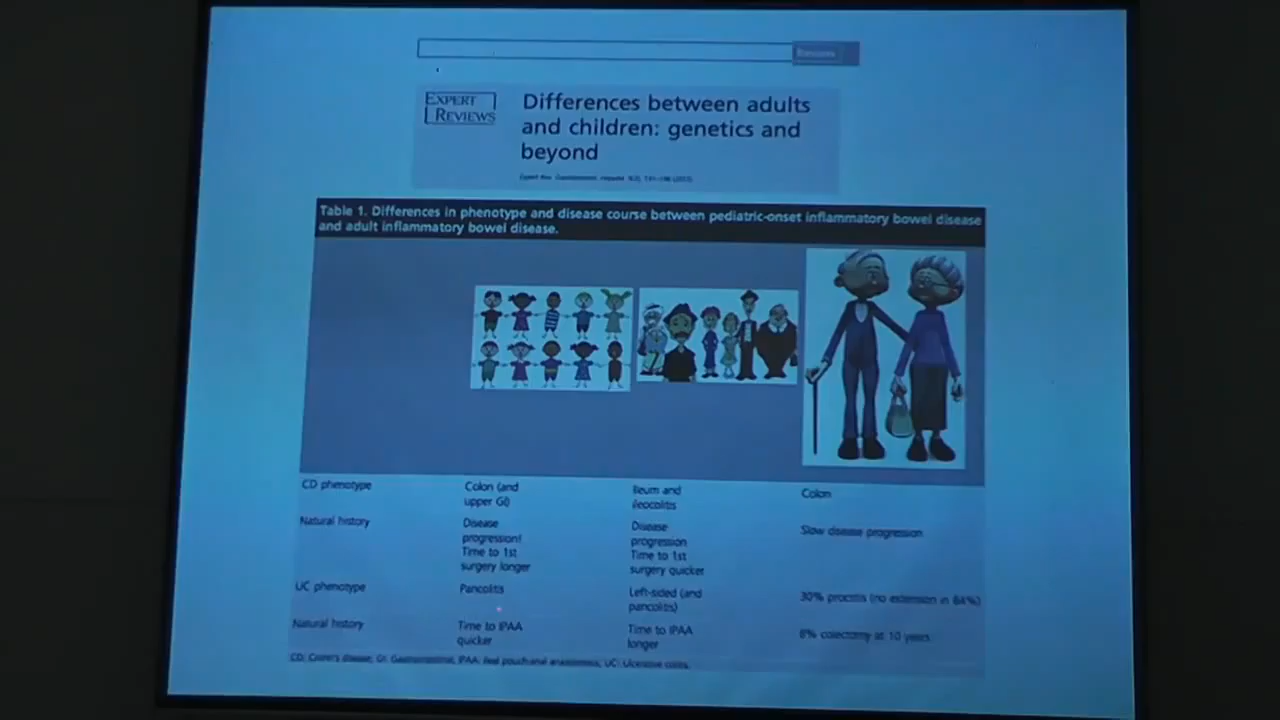 Reviews
EXPERT
REVIEWS
Differences between adults
and children: genetics and
beyond
Table 1. Differences in phenotype and disease course between pediatric-onset inflammatory bowel disease
and adult inflammatory bowel disease.
CD phenotype
Colon (and
upper GI)
Ileum and
ileocolitis
Colon
Natural history
Disease
progression!
Time to 1st
surgery longer
Disease
progression
Time to 1st
surgery quicker
Slow disease progression
UC phenotype
Pancolitis
Left-sided (and
pancolitis)
30% proctitis (no extension in 84%)
Natural history
Time to IPAA
quicker
Time to IPAA
longer
8% colectomy at 10 years
CD: Crohn's disease; GI: Gastrointestinal; IPAA: Ileal pouch-anal anastomosis; UC: Ulcerative colitis.